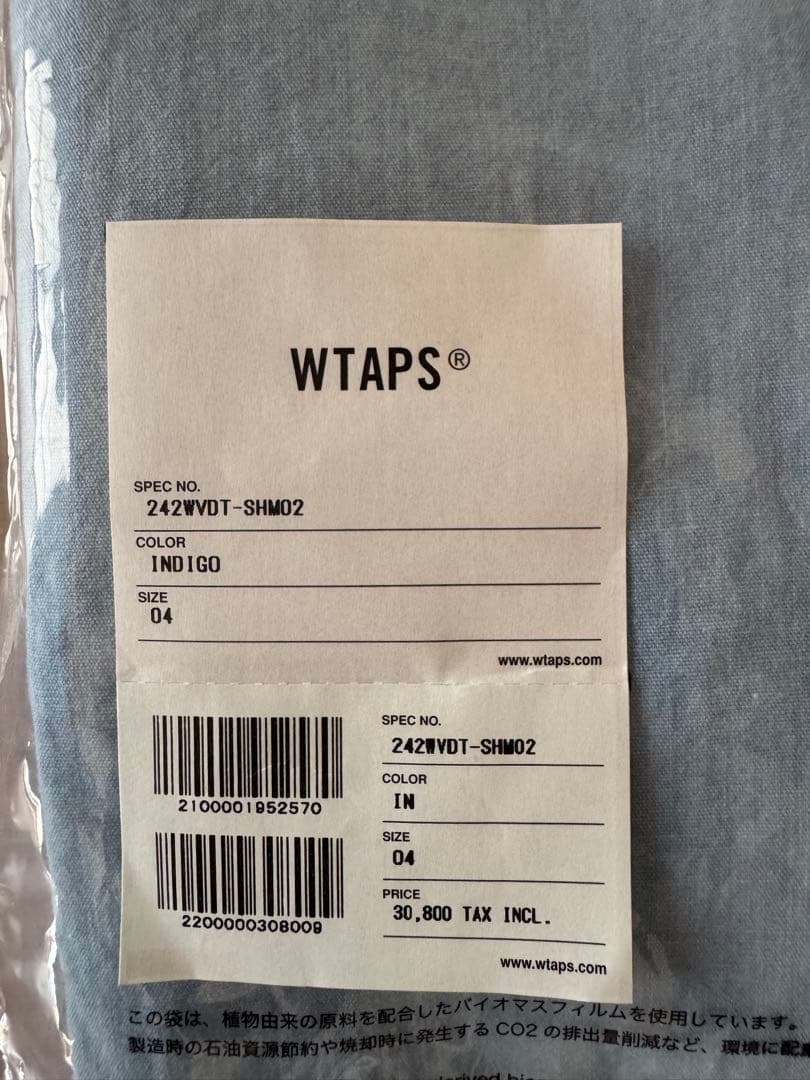 WTAPS®
SPEC NO.
242WVDT-SHM02
COLOR
INDIGO
SIZE
04
www.wtaps.com
SPEC NO.
242WVDT-SHM02
COLOR
IN
SIZE
04
PRICE
30,800 TAX INCL.
www.wtaps.com
2100001952570
2200000308009
この袋は、植物由来の原料を配合したバイオマスフィルムを使用しています。
製造時の石油資源節約や焼却時に発生するCO2の排出量削減など、環境に配